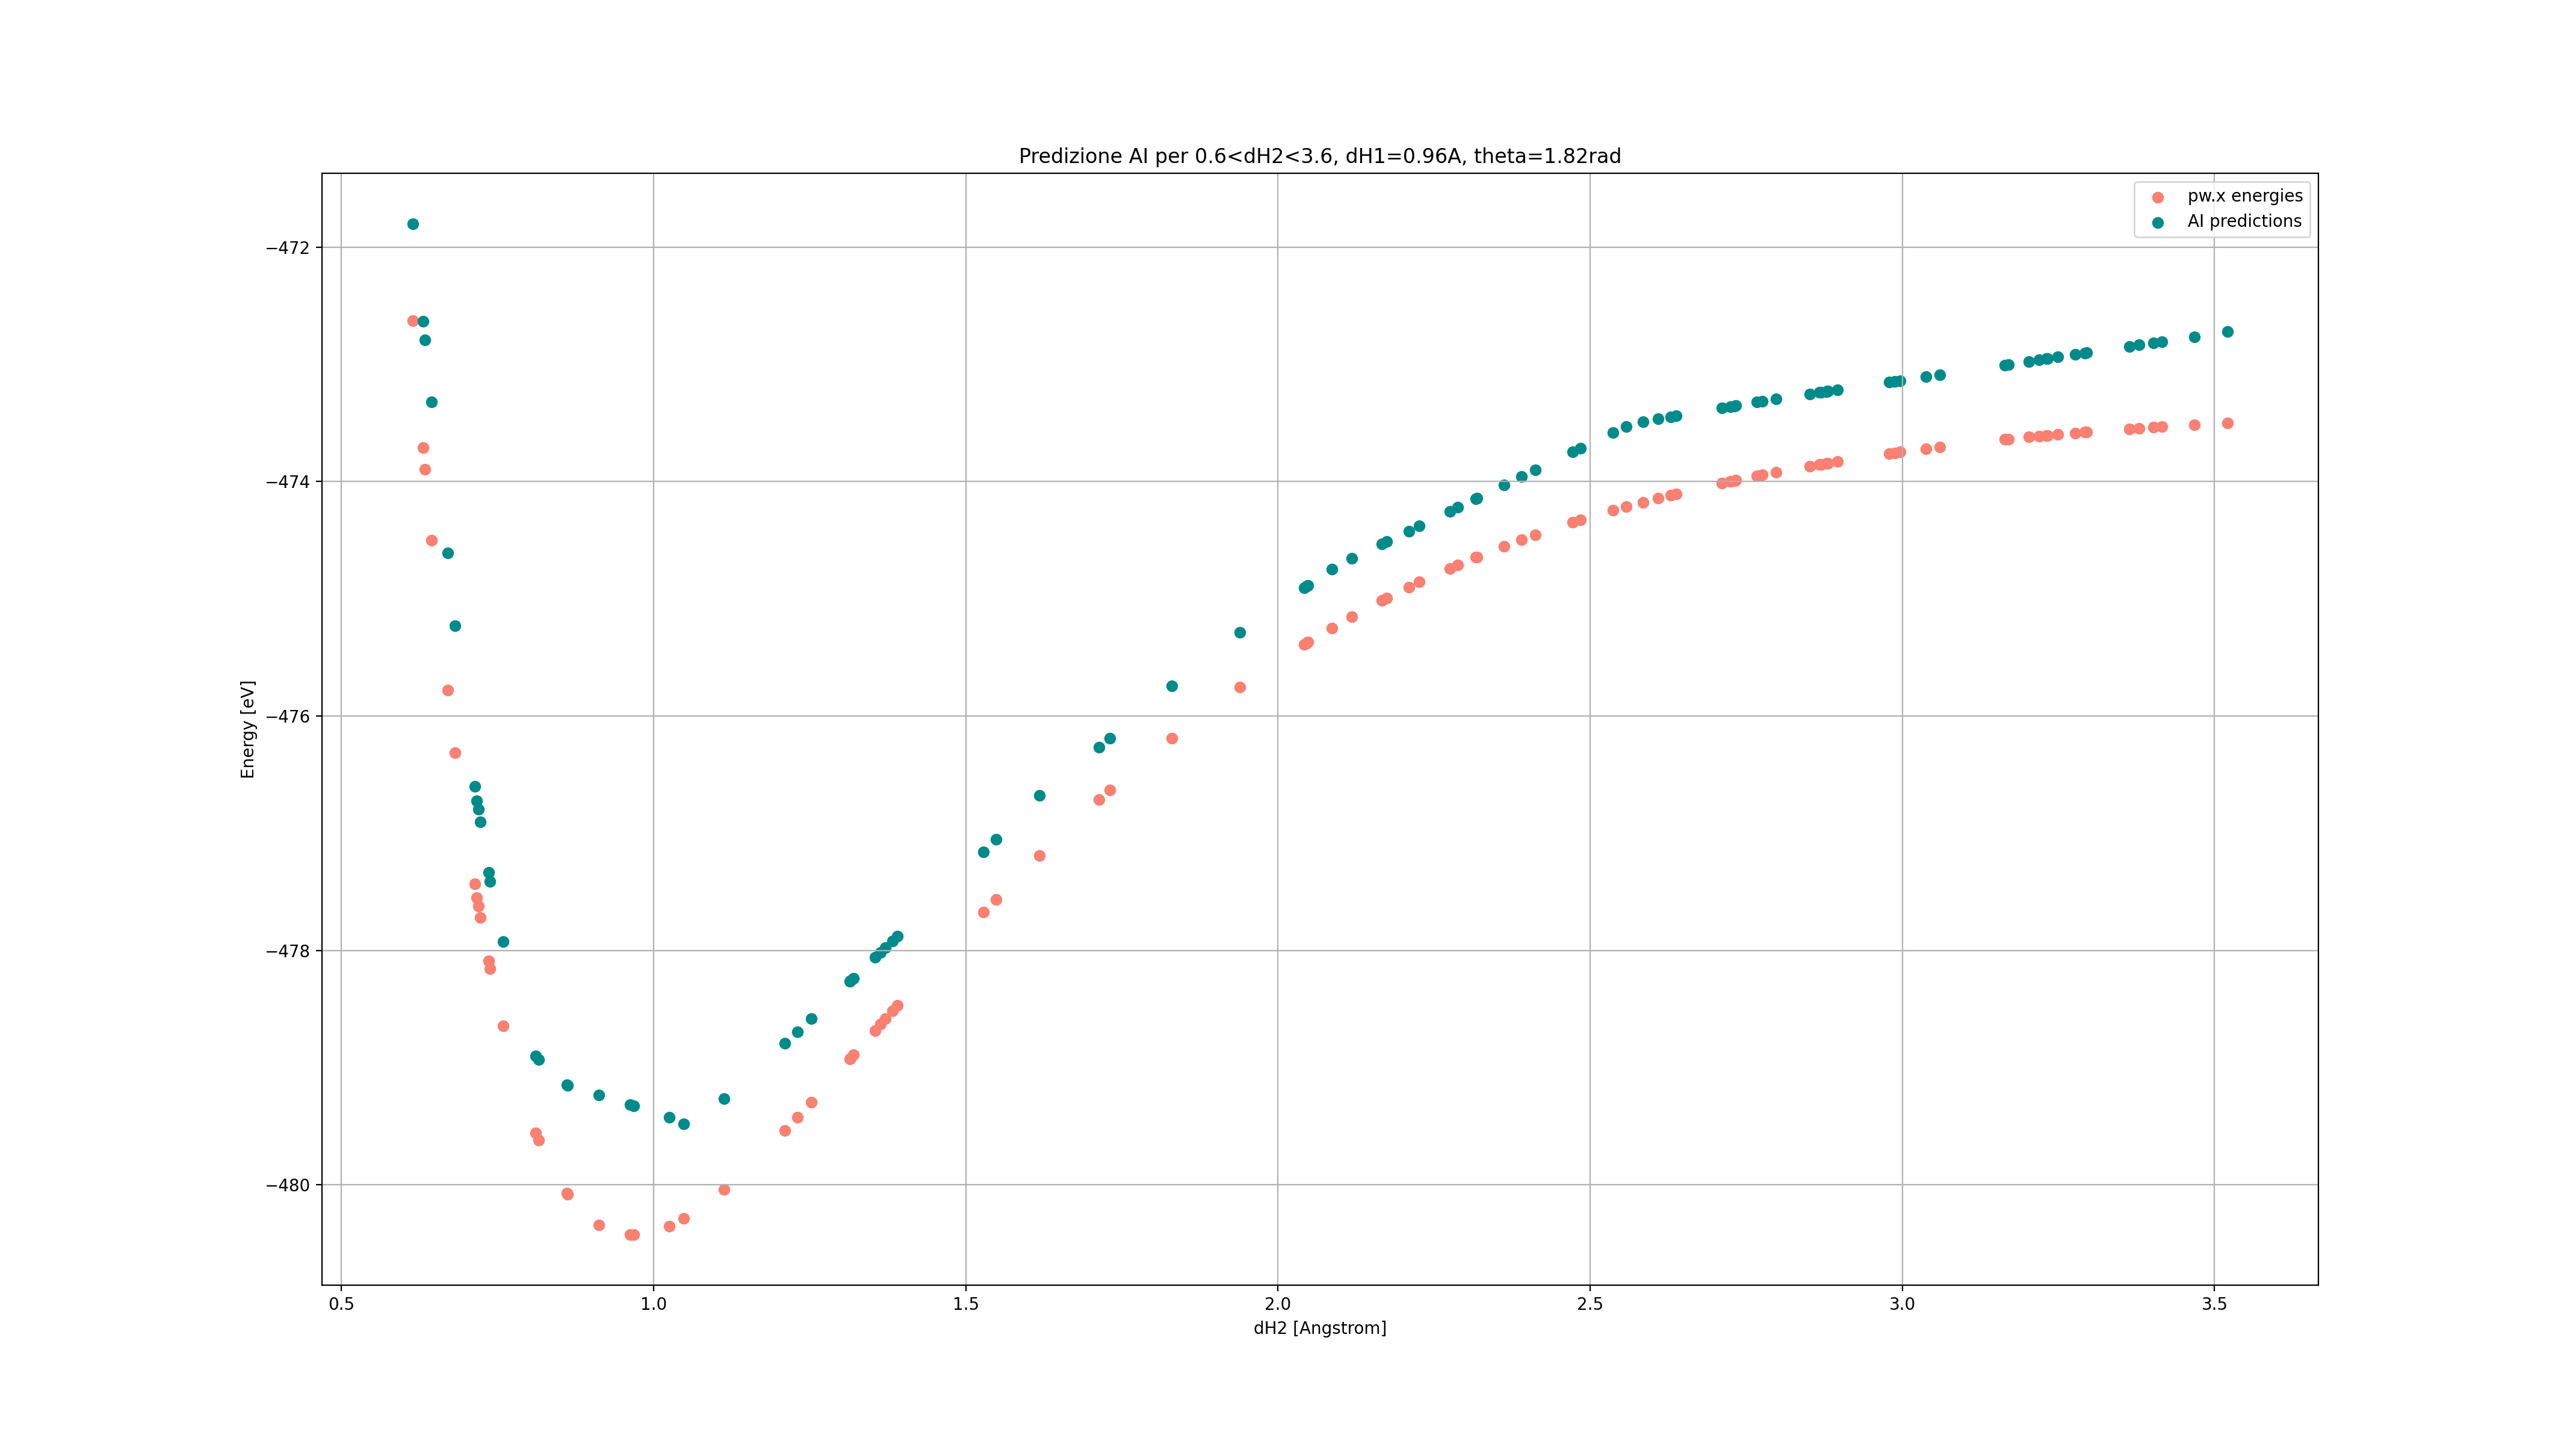 Predizione AI per 0.6<dH2<3.6, dH1=0.96A, theta=1.82rad
pw.x energies
AI predictions
−472
−474
−476
−478
−480
Energy [eV]
0.5 1.0 1.5 2.0 2.5 3.0 3.5
dH2 [Angstrom]